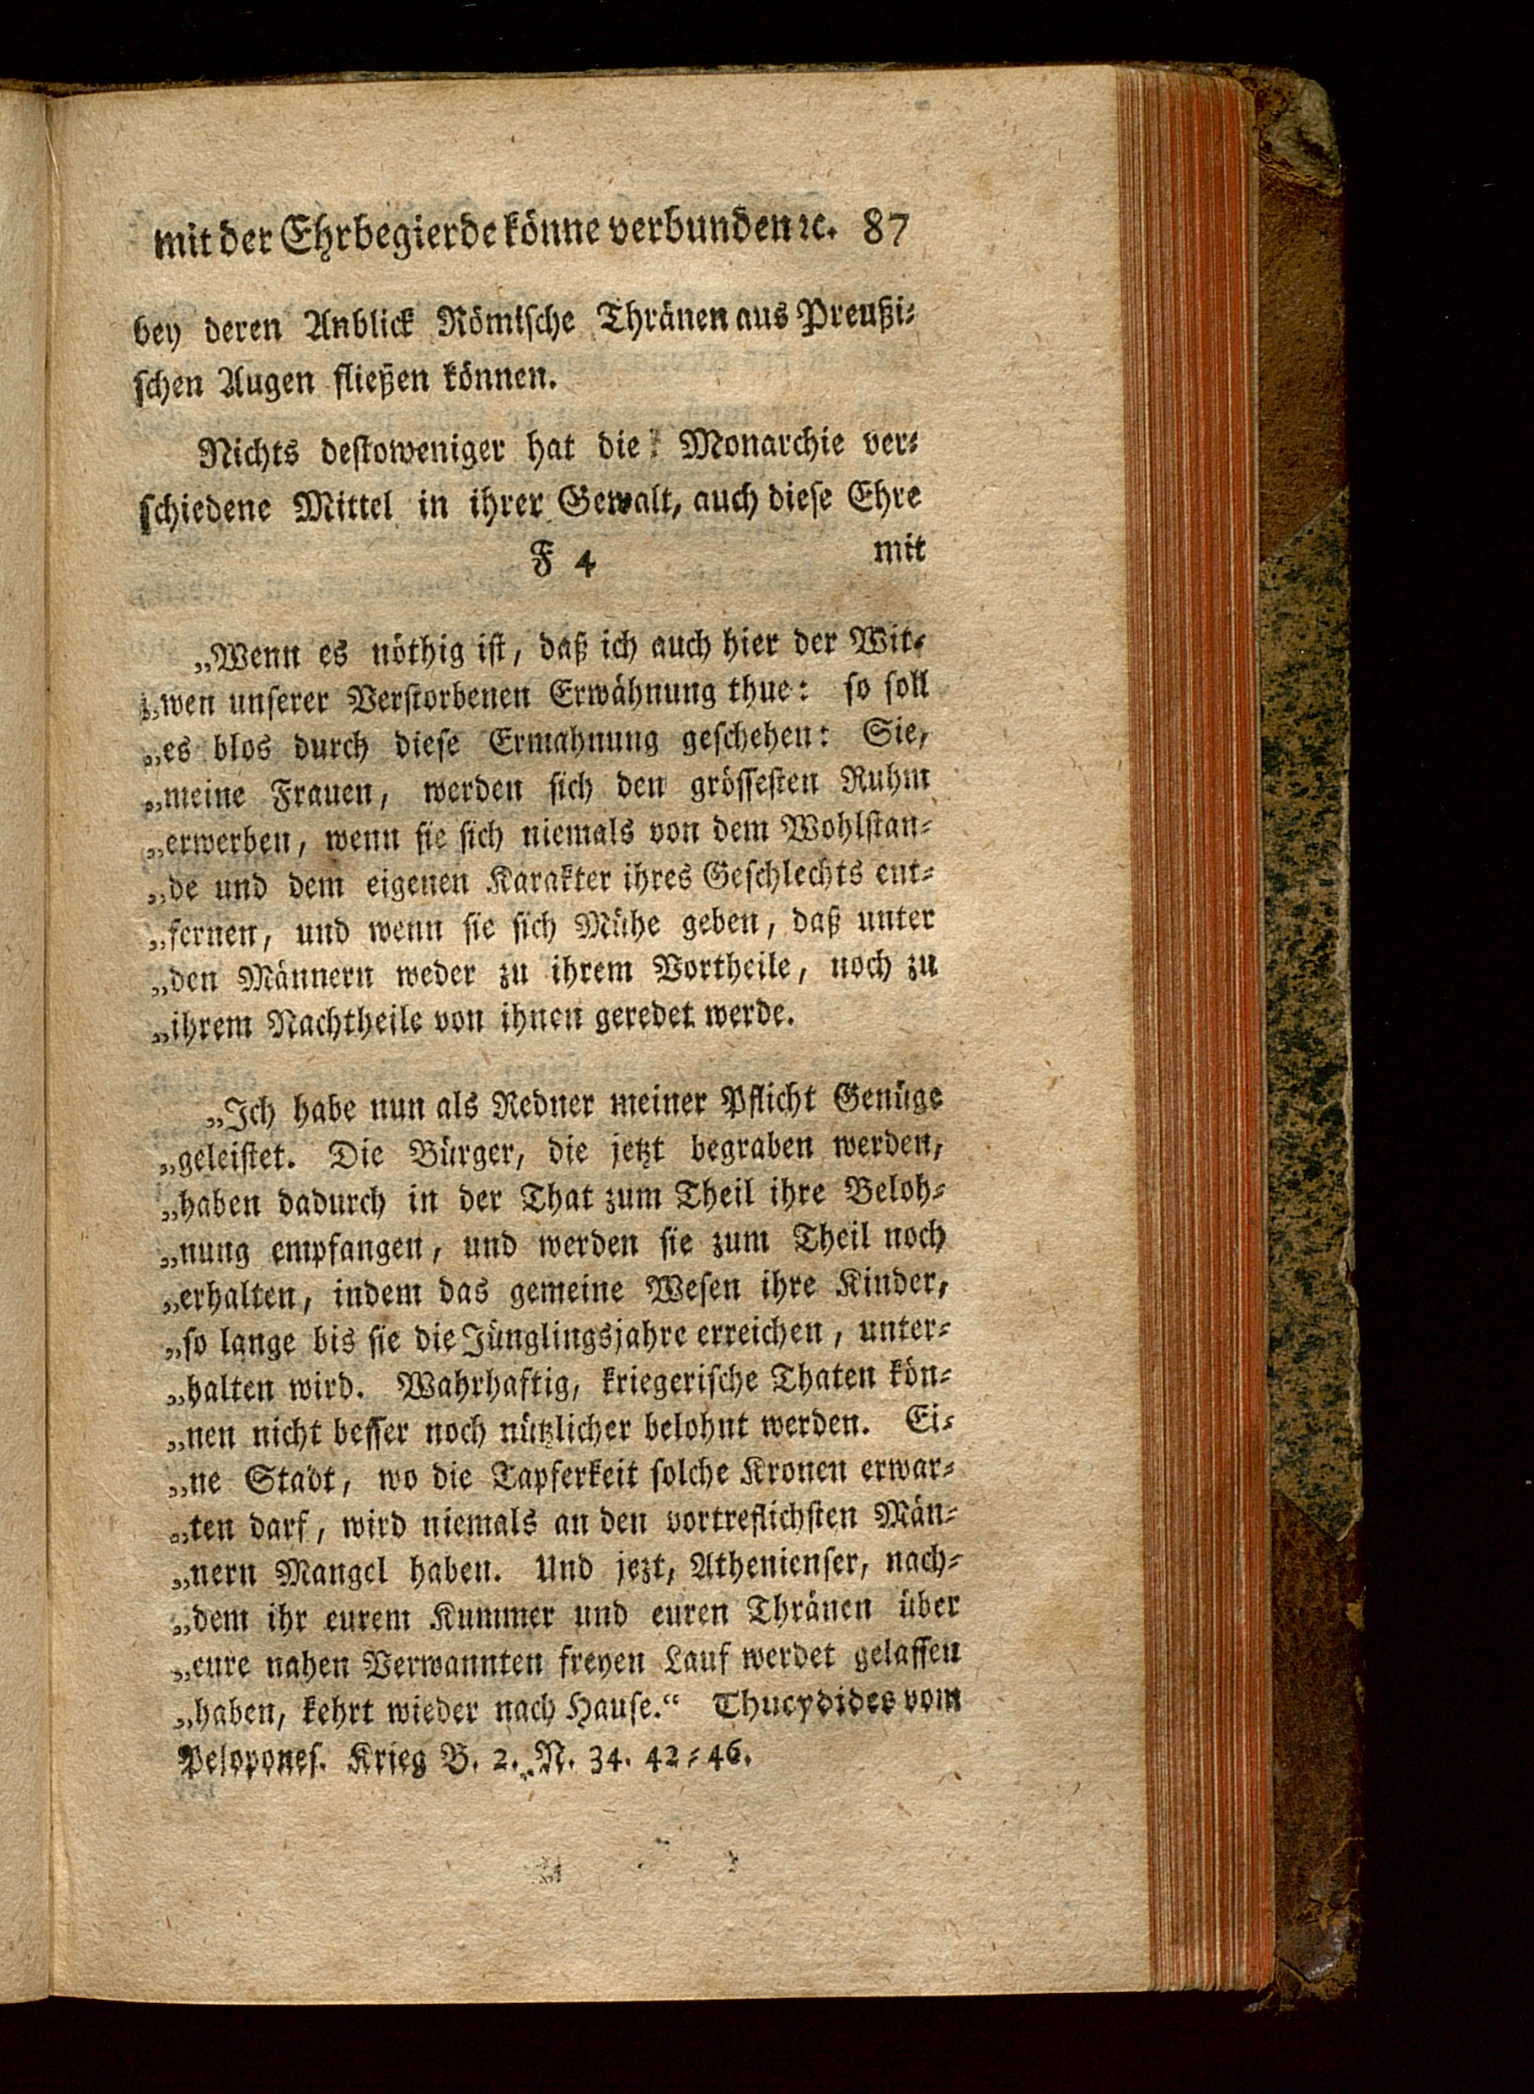 mit der Ehrbegierde könne verbunden ꝛc. 87
bey deren Anblick Römische Thränen aus Preußi-
schen Augen fließen können.
Nichts destoweniger hat die Monarchie ver-
schiedene Mittel in ihrer Gewalt, auch diese Ehre
F 4 mit
„Wenn es nöthig ist, daß ich auch hier der Wit-
„wen unserer Verstorbenen Erwähnung thue: so soll
„es blos durch diese Ermahnung geschehen: Sie,
„meine Frauen, werden sich den grössesten Ruhm
„erwerben, wenn sie sich niemals von dem Wohlstan-
„de und dem eigenen Karakter ihres Geschlechts ent-
„fernen, und wenn sie sich Mühe geben, daß unter
„den Männern weder zu ihrem Vortheile, noch zu
„ihrem Nachtheile von ihnen geredet werde.
„Ich habe nun als Redner meiner Pflicht Genüge
„geleistet. Die Bürger, die jetzt begraben werden,
„haben dadurch in der That zum Theil ihre Beloh-
„nung empfangen, und werden sie zum Theil noch
„erhalten, indem das gemeine Wesen ihre Kinder,
„so lange bis sie die Jünglingsjahre erreichen, unter-
„halten wird. Wahrhaftig, kriegerische Thaten kön-
„nen nicht besser noch nützlicher belohnt werden. Ei-
„ne Stadt, wo die Tapferkeit solche Kronen erwar-
„ten darf, wird niemals an den vortreflichsten Män-
„nern Mangel haben. Und jezt, Athenienser, nach-
„dem ihr eurem Kummer und euren Thränen über
„eure nahen Verwannten freyen Lauf werdet gelassen
„haben, kehrt wieder nach Hause.“ Thucydides vom
Pelopones. Krieg B. 2. N. 34. 42-46.